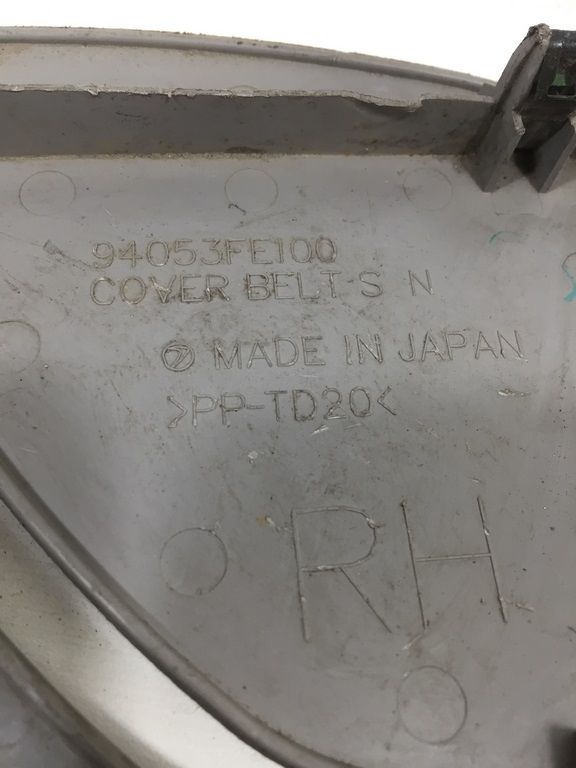 94053FE100
COVER BELT S N
MADE IN JAPAN
>PP-TD20<
RH